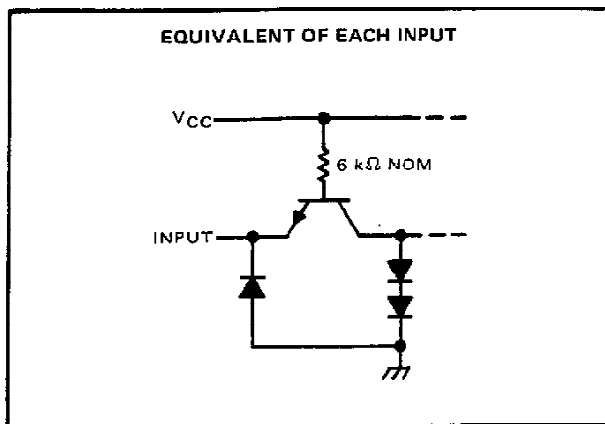 EQUIVALENT OF EACH INPUT
VCC
6 kΩ NOM
INPUT